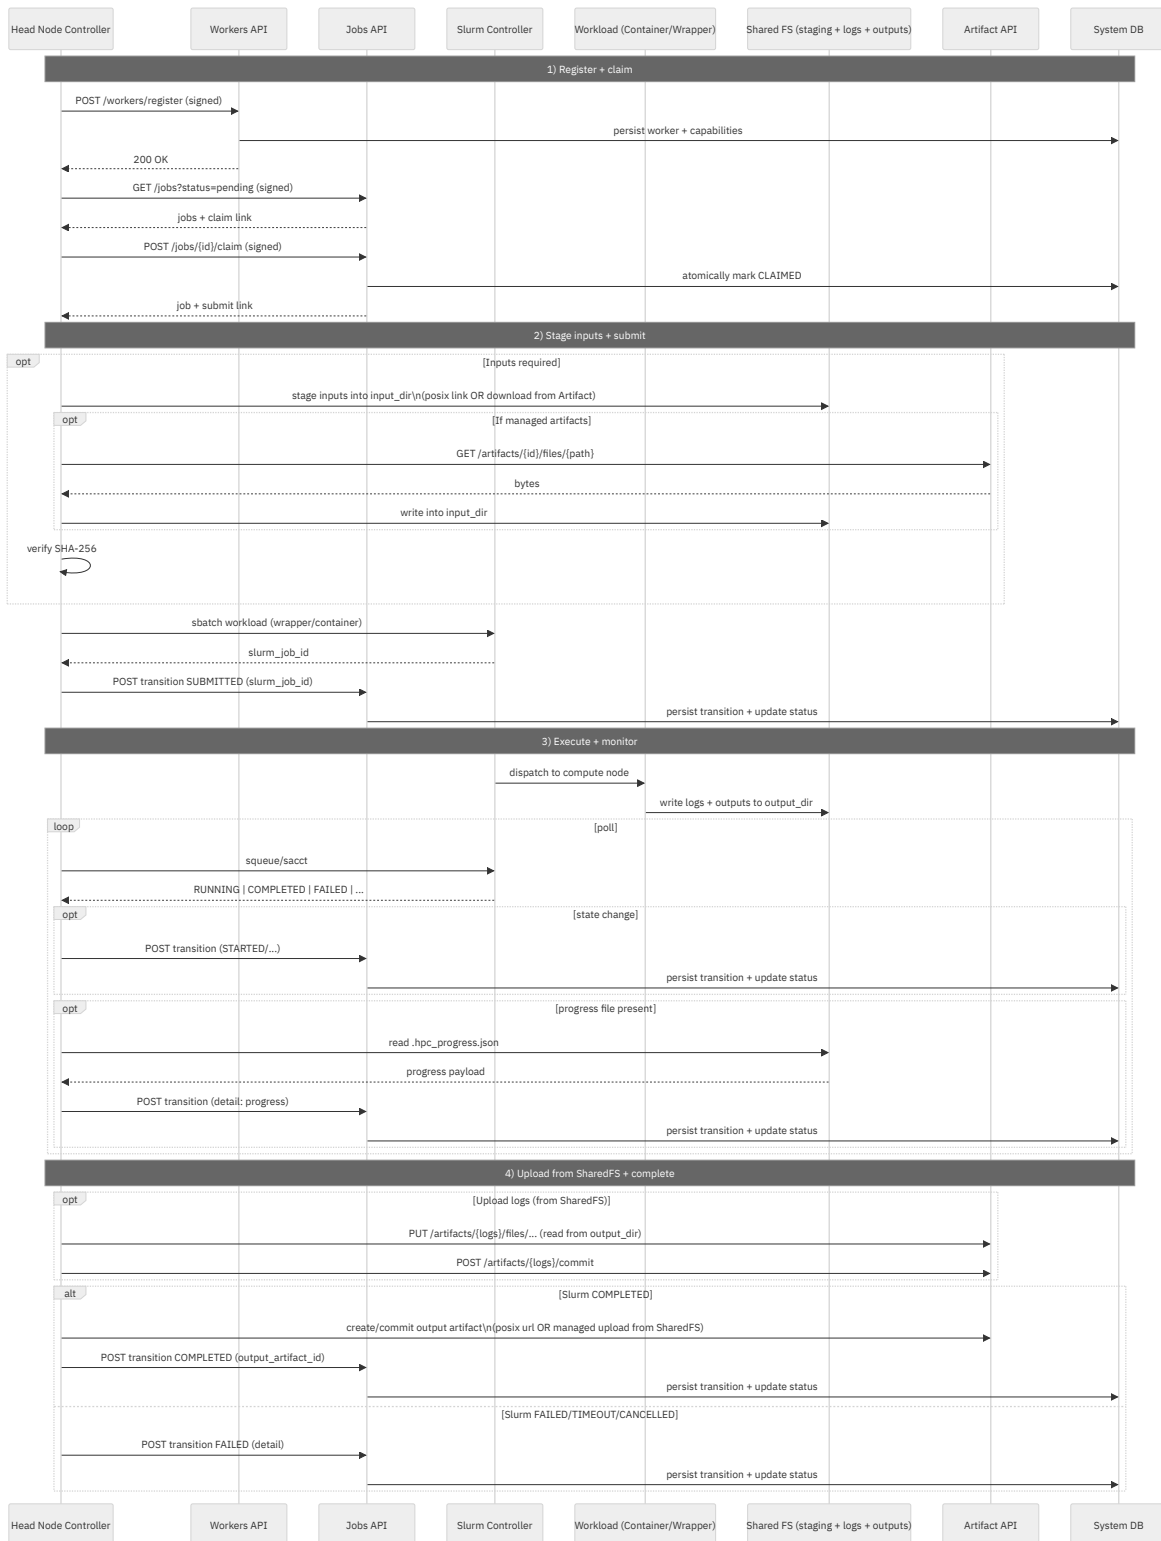 Head Node Controller
Workers API
Jobs API
Slurm Controller
Workload (Container/Wrapper)
Shared FS (staging + logs + outputs)
Artifact API
System DB
1) Register + claim
POST /workers/register (signed)
persist worker + capabilities
200 OK
GET /jobs?status=pending (signed)
jobs + claim link
POST /jobs/{id}/claim (signed)
atomically mark CLAIMED
job + submit link
2) Stage inputs + submit
opt
[Inputs required]
stage inputs into input_dir\n(posix link OR download from Artifact)
opt
[If managed artifacts]
GET /artifacts/{id}/files/{path}
bytes
write into input_dir
verify SHA-256
sbatch workload (wrapper/container)
slurm_job_id
POST transition SUBMITTED (slurm_job_id)
persist transition + update status
3) Execute + monitor
dispatch to compute node
write logs + outputs to output_dir
loop
[poll]
squeue/sacct
RUNNING | COMPLETED | FAILED | ...
opt
[state change]
POST transition (STARTED/...)
persist transition + update status
opt
[progress file present]
read .hpc_progress.json
progress payload
POST transition (detail: progress)
persist transition + update status
4) Upload from SharedFS + complete
opt
[Upload logs (from SharedFS)]
PUT /artifacts/{logs}/files/... (read from output_dir)
POST /artifacts/{logs}/commit
alt
[Slurm COMPLETED]
create/commit output artifact\n(posix url OR managed upload from SharedFS)
POST transition COMPLETED (output_artifact_id)
persist transition + update status
[Slurm FAILED/TIMEOUT/CANCELLED]
POST transition FAILED (detail)
persist transition + update status
Head Node Controller
Workers API
Jobs API
Slurm Controller
Workload (Container/Wrapper)
Shared FS (staging + logs + outputs)
Artifact API
System DB